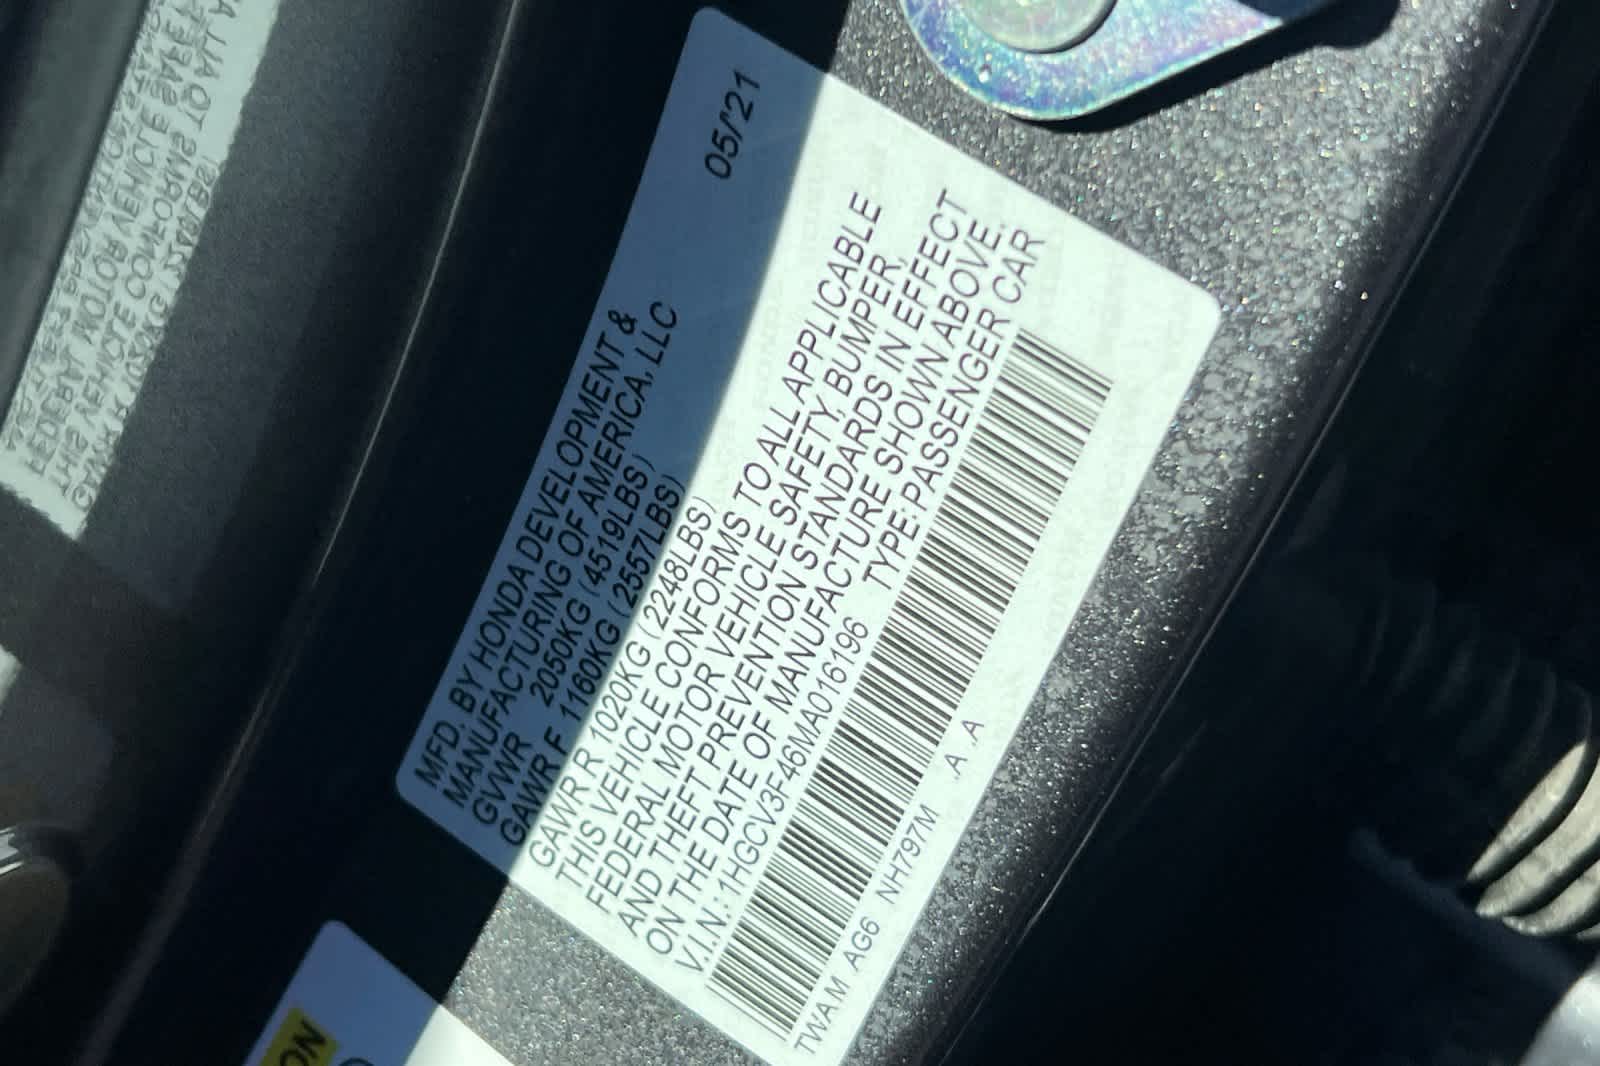 05/'21
MFD. BY HONDA DEVELOPMENT &
MANUFACTURING OF AMERICA, LLC
GVWR 2050KG (4519LBS)
GAWR F 1160KG (2557LBS)
GAWR R 1020KG (2248LBS)
THIS VEHICLE CONFORMS TO ALL APPLICABLE
FEDERAL MOTOR VEHICLE SAFETY, BUMPER,
AND THEFT PREVENTION STANDARDS IN EFFECT
ON THE DATE OF MANUFACTURE SHOWN ABOVE.
V.I.N.: 1HGCV3F46MA016196 TYPE:PASSENGER CAR
TWAM AG6 NH797M .A .A
ON